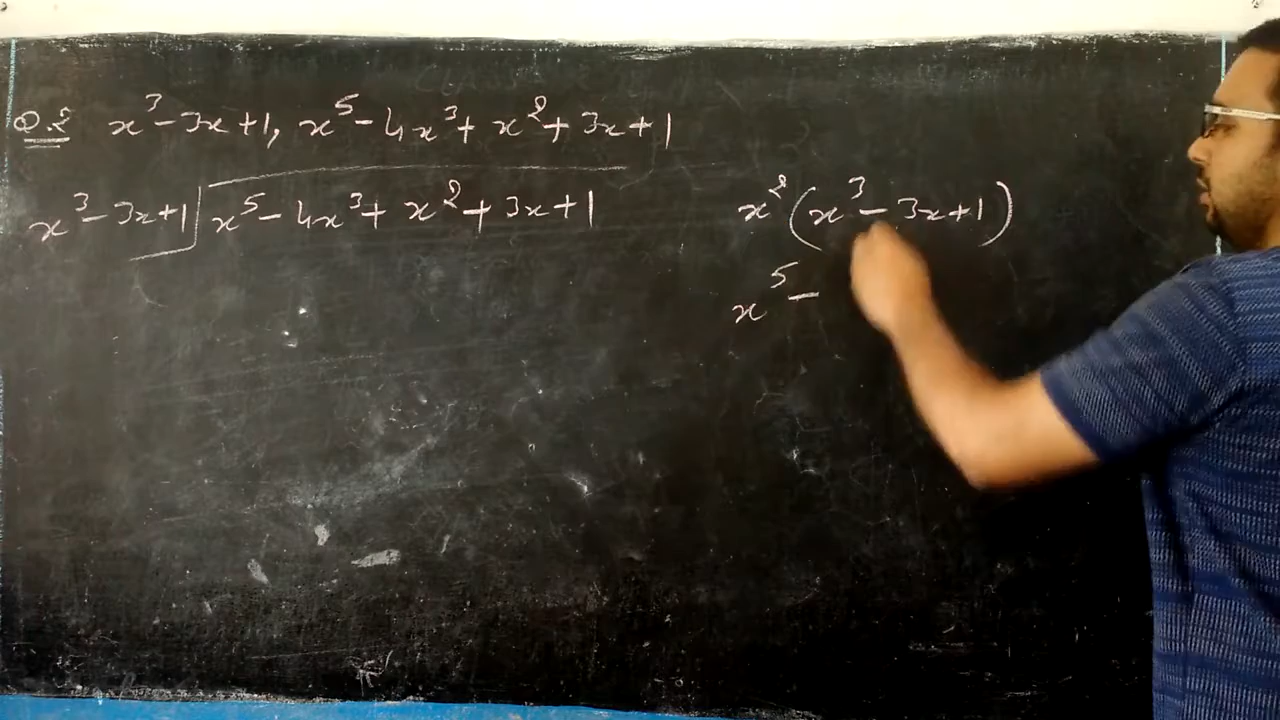 Q.2 x³-3x+1, x⁵-4x³+x²+3x+1
x³-3x+1 x⁵-4x³+x²+3x+1
x²(x³-3x+1)
x⁵-